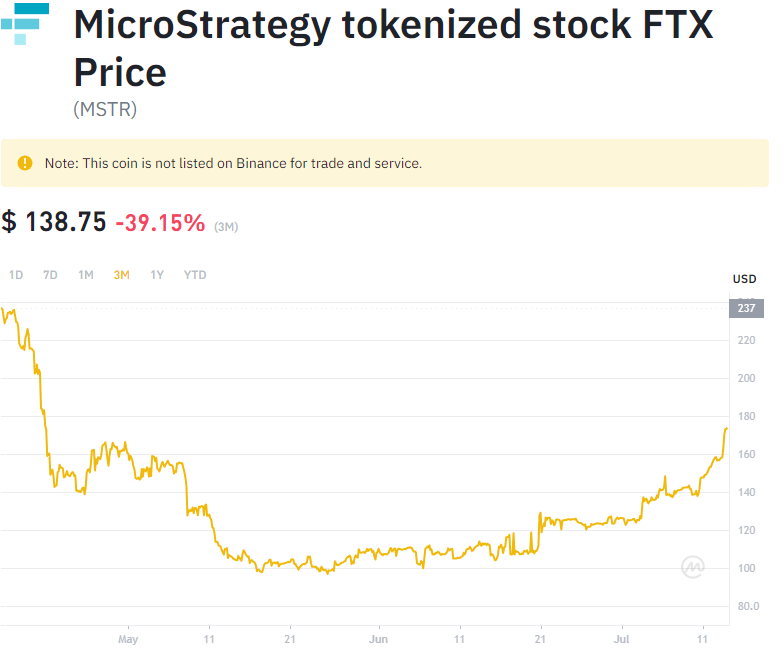 MicroStrategy tokenized stock FTX
Price
(MSTR)
Note: This coin is not listed on Binance for trade and service.
$ 138.75 -39.15% (3M)
1D 7D 1M 3M 1Y YTD
USD
237
220
200
180
160
140
120
100
80.0
May 11 21 Jun 11 21 Jul 11